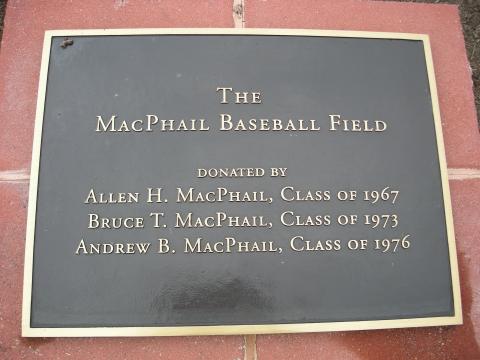 The
MacPhail Baseball Field
donated by
Allen H. MacPhail, Class of 1967
Bruce T. MacPhail, Class of 1973
Andrew B. MacPhail, Class of 1976